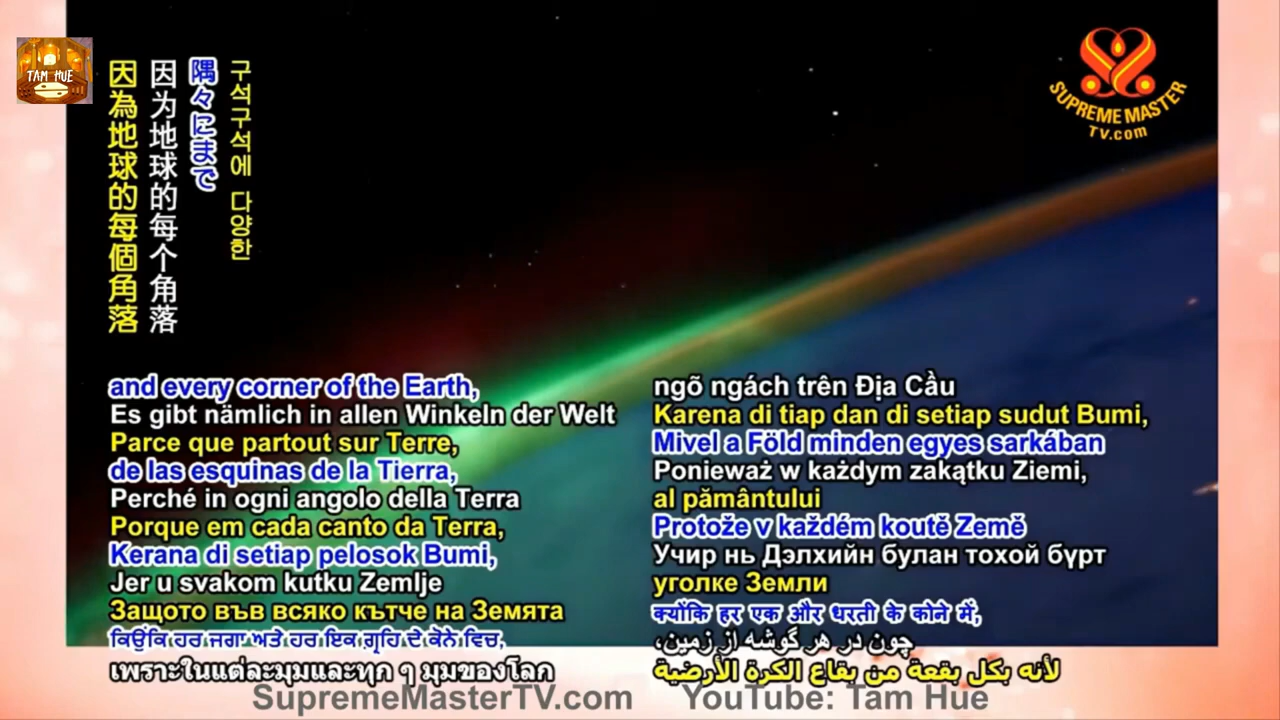 TAM HUE
SUPREME MASTER
TV.com
구석구석에 다양한
隅々にまで
因为地球的每个角落
因為地球的每個角落
and every corner of the Earth,
Es gibt nämlich in allen Winkeln der Welt
Parce que partout sur Terre,
de las esquinas de la Tierra,
Perché in ogni angolo della Terra
Porque em cada canto da Terra,
Kerana di setiap pelosok Bumi,
Jer u svakom kutku Zemlje
Защото във всяко кътче на Земята
ਕਿਉਂਕਿ ਹਰ ਜਗਾ ਅਤੇ ਹਰ ਇਕ ਗ੍ਰਹਿ ਦੇ ਕੋਨੇ ਵਿਚ,
เพราะในแต่ละมุมและทุก ๆ มุมของโลก
ngõ ngách trên Địa Cầu
Karena di tiap dan di setiap sudut Bumi,
Mivel a Föld minden egyes sarkában
Ponieważ w każdym zakątku Ziemi,
al pământului
Protože v každém koutě Země
Учир нь Дэлхийн булан тохой бүрт
уголке Земли
क्योंकि हर एक और धरती के कोने में,
چون در هر گوشه از زمین،
لأنه بكل بقعة من بقاع الكرة الأرضية
SupremeMasterTV.com YouTube: Tam Hue